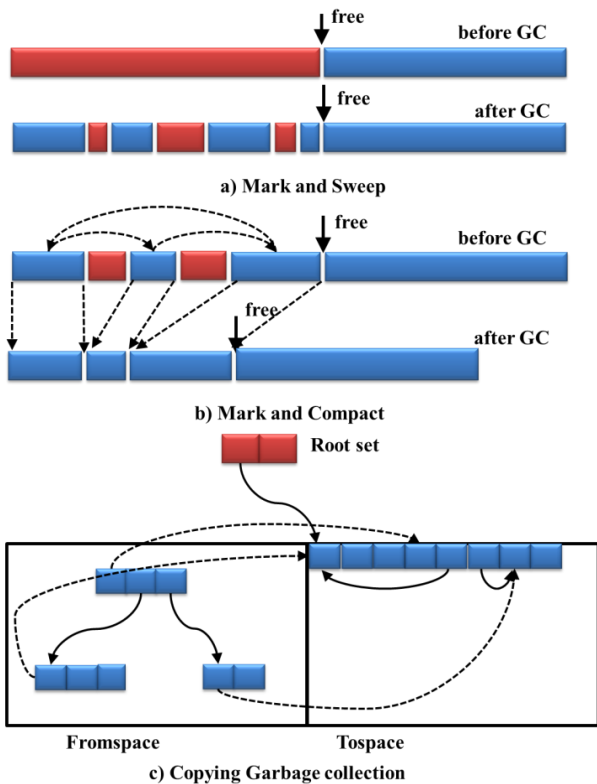 free
before GC
free
after GC
a) Mark and Sweep
free
before GC
free
after GC
b) Mark and Compact
Root set
Fromspace
Tospace
c) Copying Garbage collection